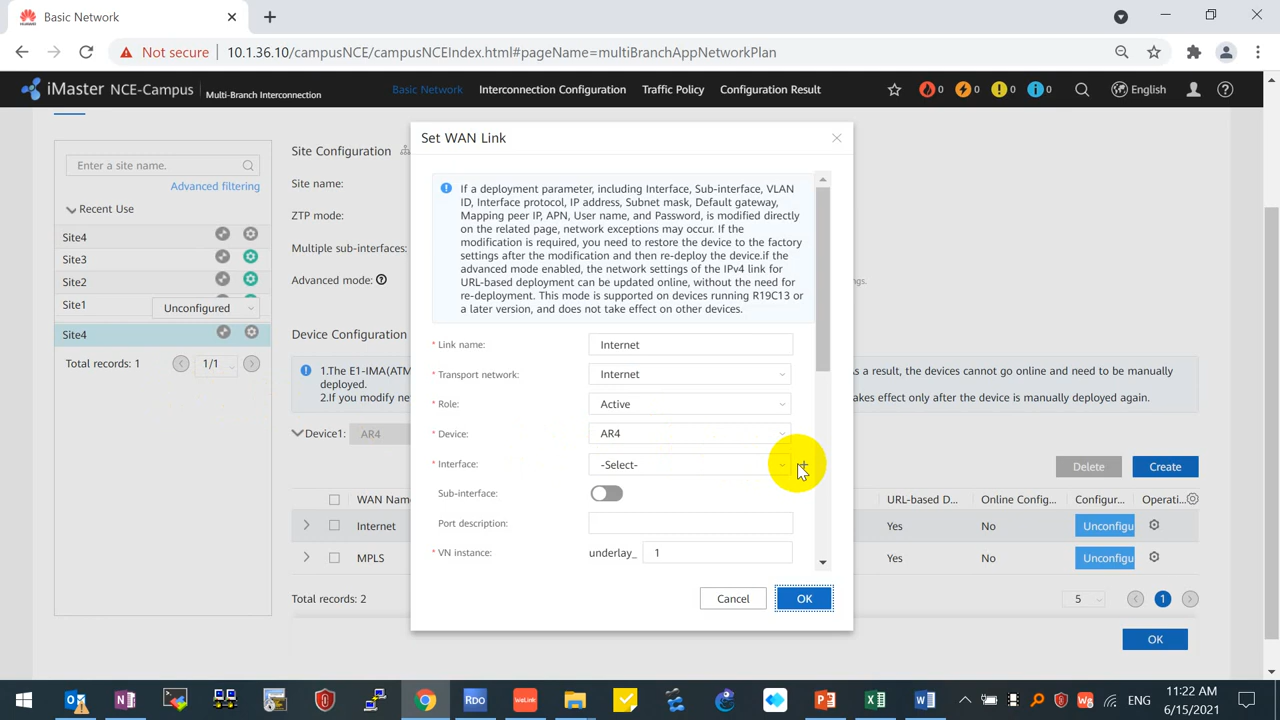 Basic Network
Not secure 10.1.36.10/campusNCE/campusNCEIndex.html#pageName=multiBranchAppNetworkPlan
iMaster NCE-Campus Multi-Branch Interconnection Basic Network Interconnection Configuration Traffic Policy Configuration Result 0 0 0 0 English
Enter a site name.
Advanced filtering
Recent Use
Site4
Site3
Site2
Site1 Unconfigured
Site4
Total records: 1 1/1
Site Configuration
Site name:
ZTP mode:
Multiple sub-interfaces:
Advanced mode:
ngs.
Device Configuration
1.The E1-IMA(ATM
As a result, the devices cannot go online and need to be manually
deployed.
2.If you modify ne
akes effect only after the device is manually deployed again.
Device1: AR4
Delete Create
WAN Nam URL-based D... Online Config... Configur... Operati...
Internet Yes No Unconfigu
MPLS Yes No Unconfigu
Total records: 2 5 1
OK
Set WAN Link
If a deployment parameter, including Interface, Sub-interface, VLAN
ID, Interface protocol, IP address, Subnet mask, Default gateway,
Mapping peer IP, APN, User name, and Password, is modified directly
on the related page, network exceptions may occur. If the
modification is required, you need to restore the device to the factory
settings after the modification and then re-deploy the device.if the
advanced mode enabled, the network settings of the IPv4 link for
URL-based deployment can be updated online, without the need for
re-deployment. This mode is supported on devices running R19C13 or
a later version, and does not take effect on other devices.
* Link name: Internet
* Transport network: Internet
* Role: Active
* Device: AR4
* Interface: -Select-
Sub-interface:
Port description:
* VN instance: underlay_ 1
Cancel OK
RDO weLink ENG 11:22 AM
6/15/2021